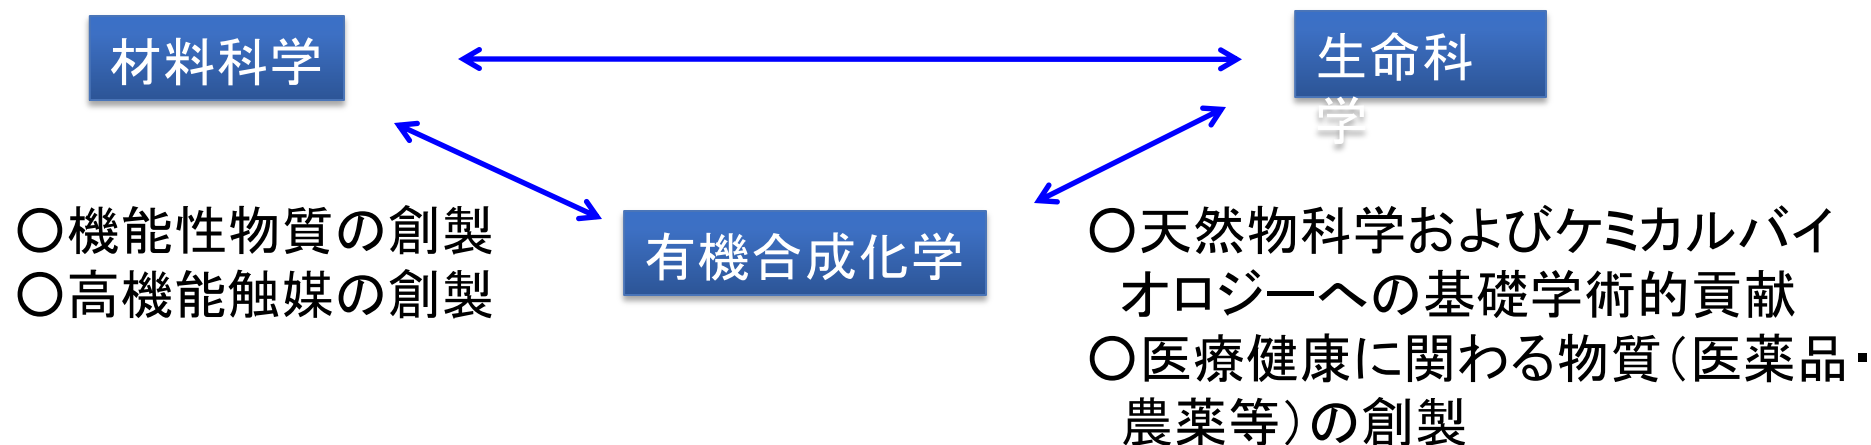 材料科学
生命科
学
有機合成化学
〇機能性物質の創製
〇高機能触媒の創製
〇天然物科学およびケミカルバイ
オロジーへの基礎学術的貢献
〇医療健康に関わる物質（医薬品・
農薬等）の創製